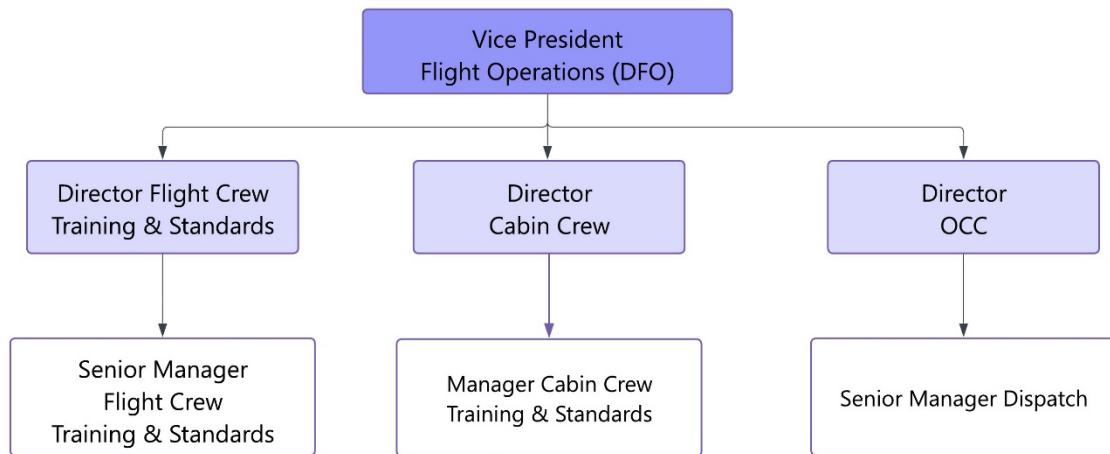 Vice President
Flight Operations (DFO)
Director Flight Crew
Training & Standards
Director
Cabin Crew
Director
OCC
Senior Manager
Flight Crew
Training & Standards
Manager Cabin Crew
Training & Standards
Senior Manager Dispatch